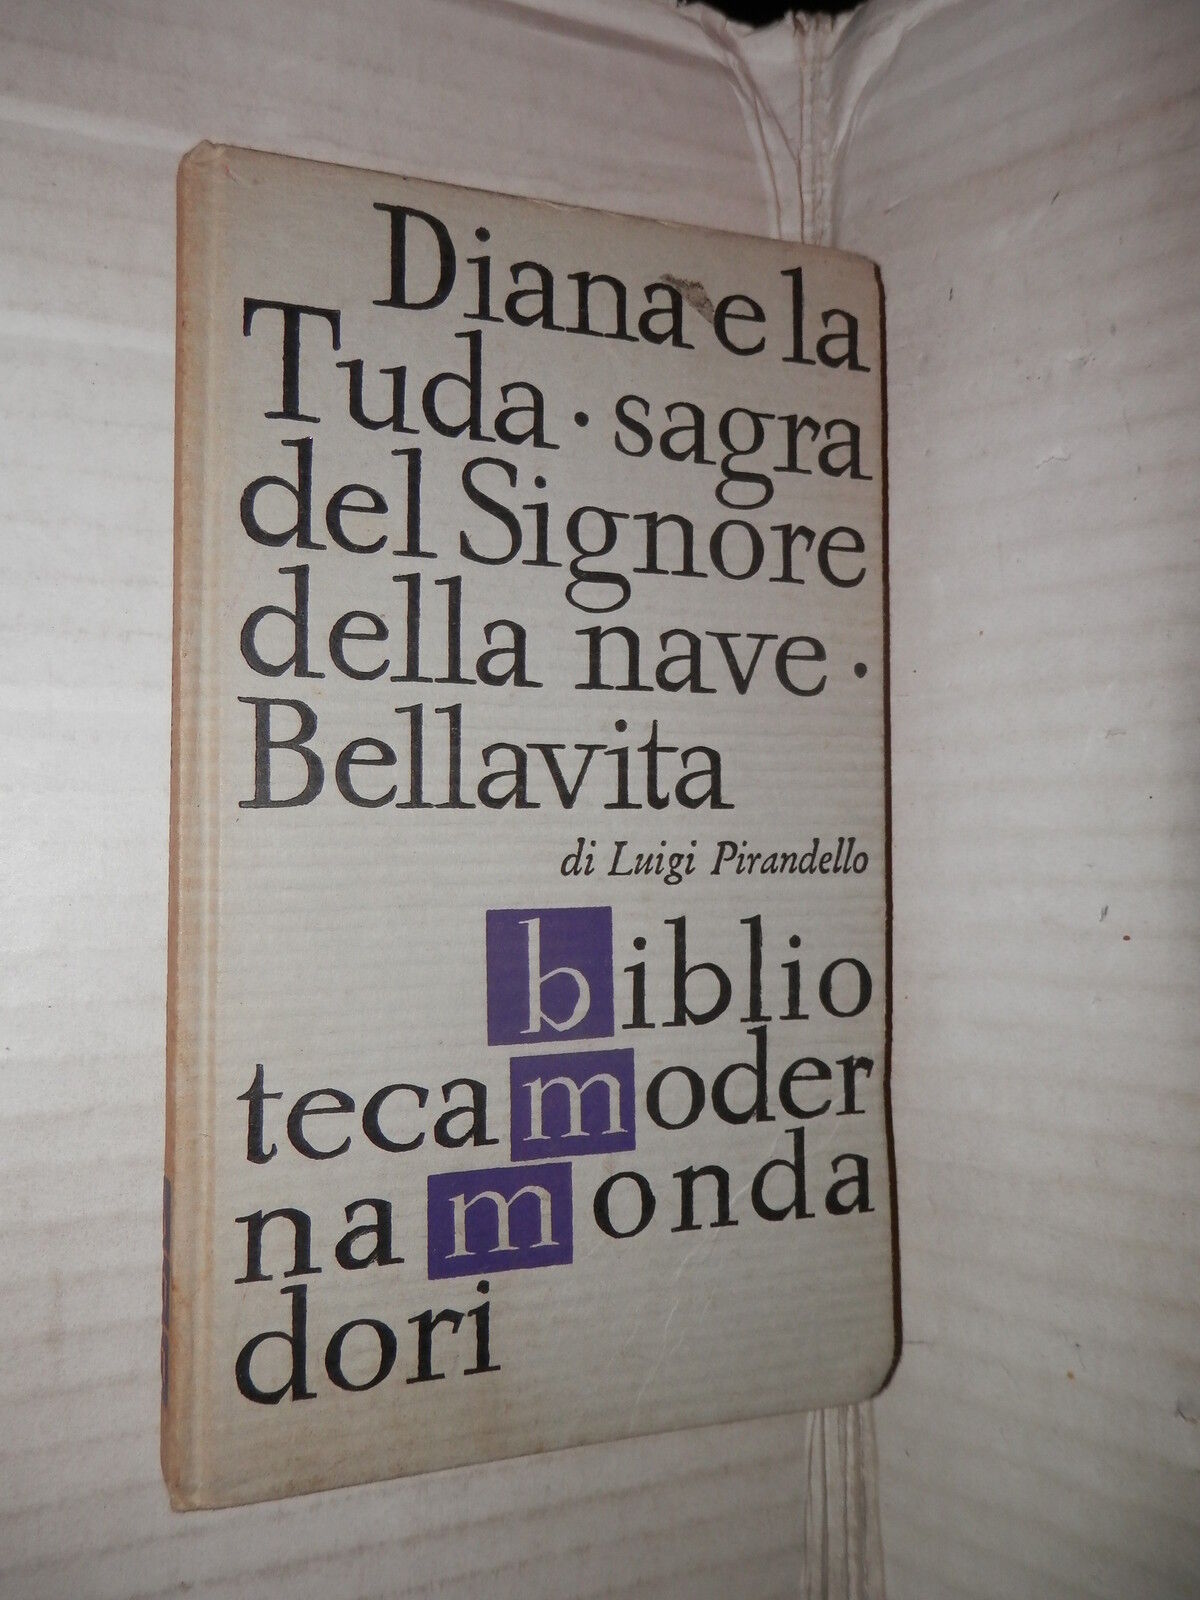 Diana e la
Tuda · sagra
del Signore
della nave ·
Bellavita
di Luigi Pirandello
biblio
teca moder
na monda
dori